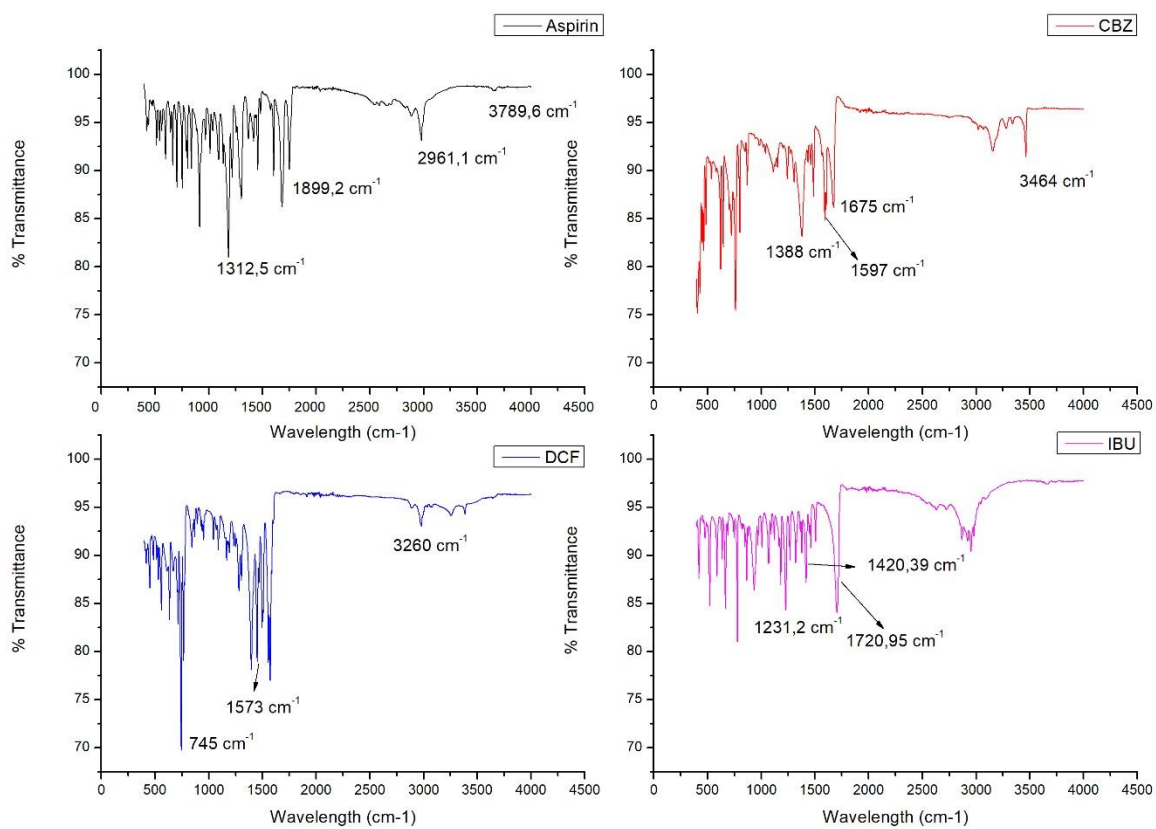 Aspirin
100
95
90
85
80
75
70
% Transmittance
3789,6 cm-1
2961,1 cm-1
1899,2 cm-1
1312,5 cm-1
0 500 1000 1500 2000 2500 3000 3500 4000 4500
Wavelength (cm-1)
CBZ
100
95
90
85
80
75
70
% Transmittance
3464 cm-1
1675 cm-1
1388 cm-1
1597 cm-1
0 500 1000 1500 2000 2500 3000 3500 4000 4500
Wavelength (cm-1)
DCF
100
95
90
85
80
75
70
% Transmittance
3260 cm-1
1573 cm-1
745 cm-1
0 500 1000 1500 2000 2500 3000 3500 4000 4500
Wavelength (cm-1)
IBU
100
95
90
85
80
75
70
% Transmittance
1420,39 cm-1
1231,2 cm-1
1720,95 cm-1
0 500 1000 1500 2000 2500 3000 3500 4000 4500
Wavelength (cm-1)